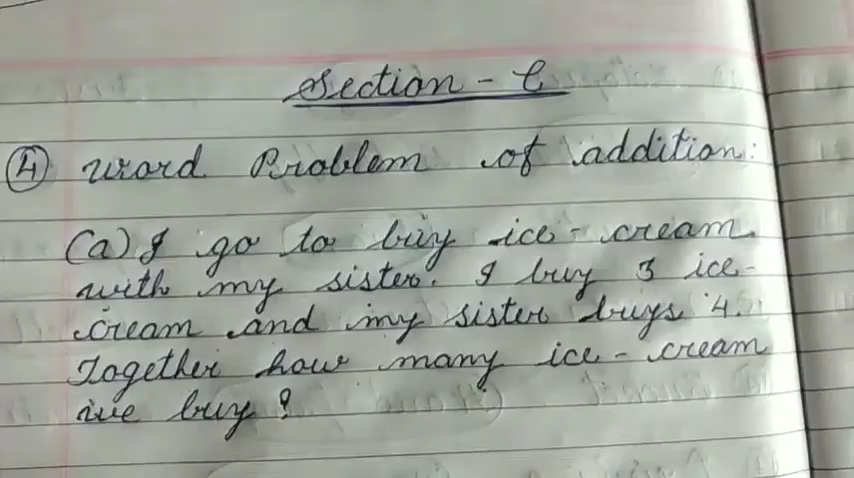 Section - C
④ Word Problem of addition:
(a) I go to buy ice-cream
with my sister. I buy 3 ice-
cream and my sister buys 4.
Together how many ice-cream
we buy?